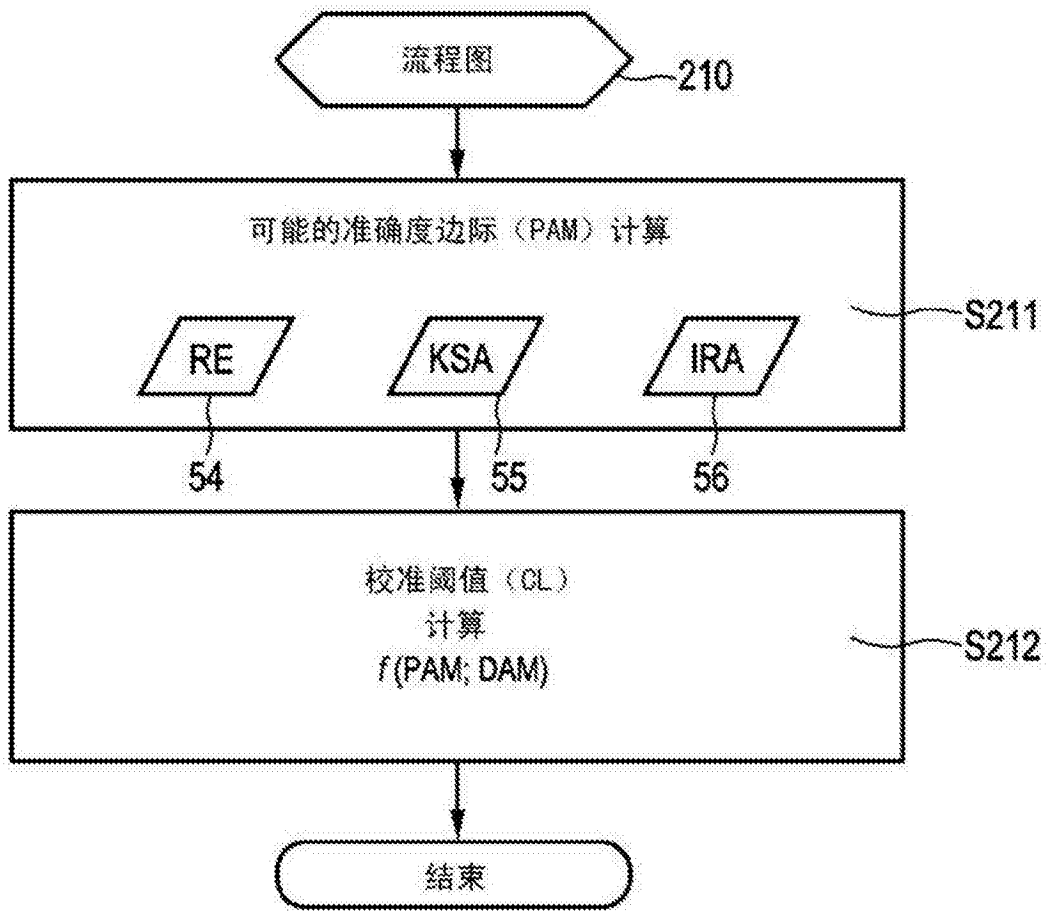 流程图
210
可能的准确度边际（PAM）计算
S211
RE
KSA
IRA
54
55
56
校准阈值（CL）
计算
f(PAM; DAM)
S212
结束